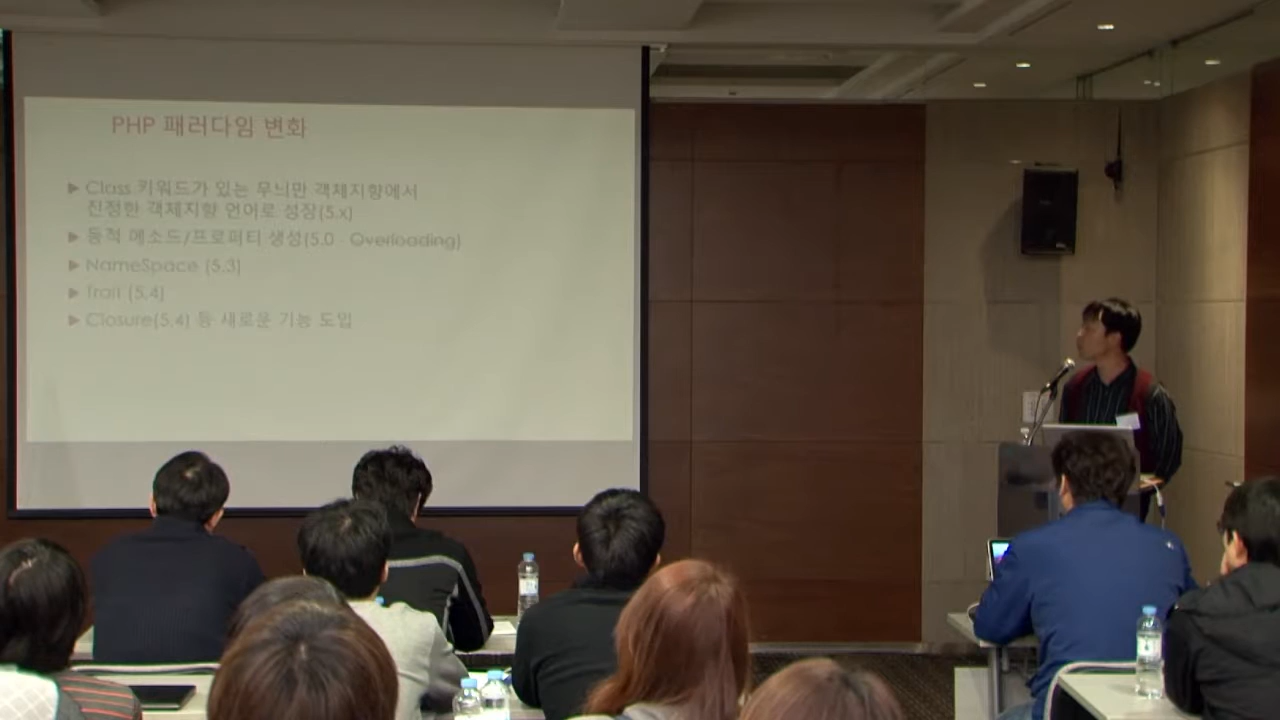 PHP 패러다임 변화
▶ Class 키워드가 있는 무늬만 객체지향에서
진정한 객체지향 언어로 성장(5.x)
▶ 동적 메소드/프로퍼티 생성(5.0 - Overloading)
▶ NameSpace (5.3)
▶ Trait (5.4)
▶ Closure(5.4) 등 새로운 기능 도입